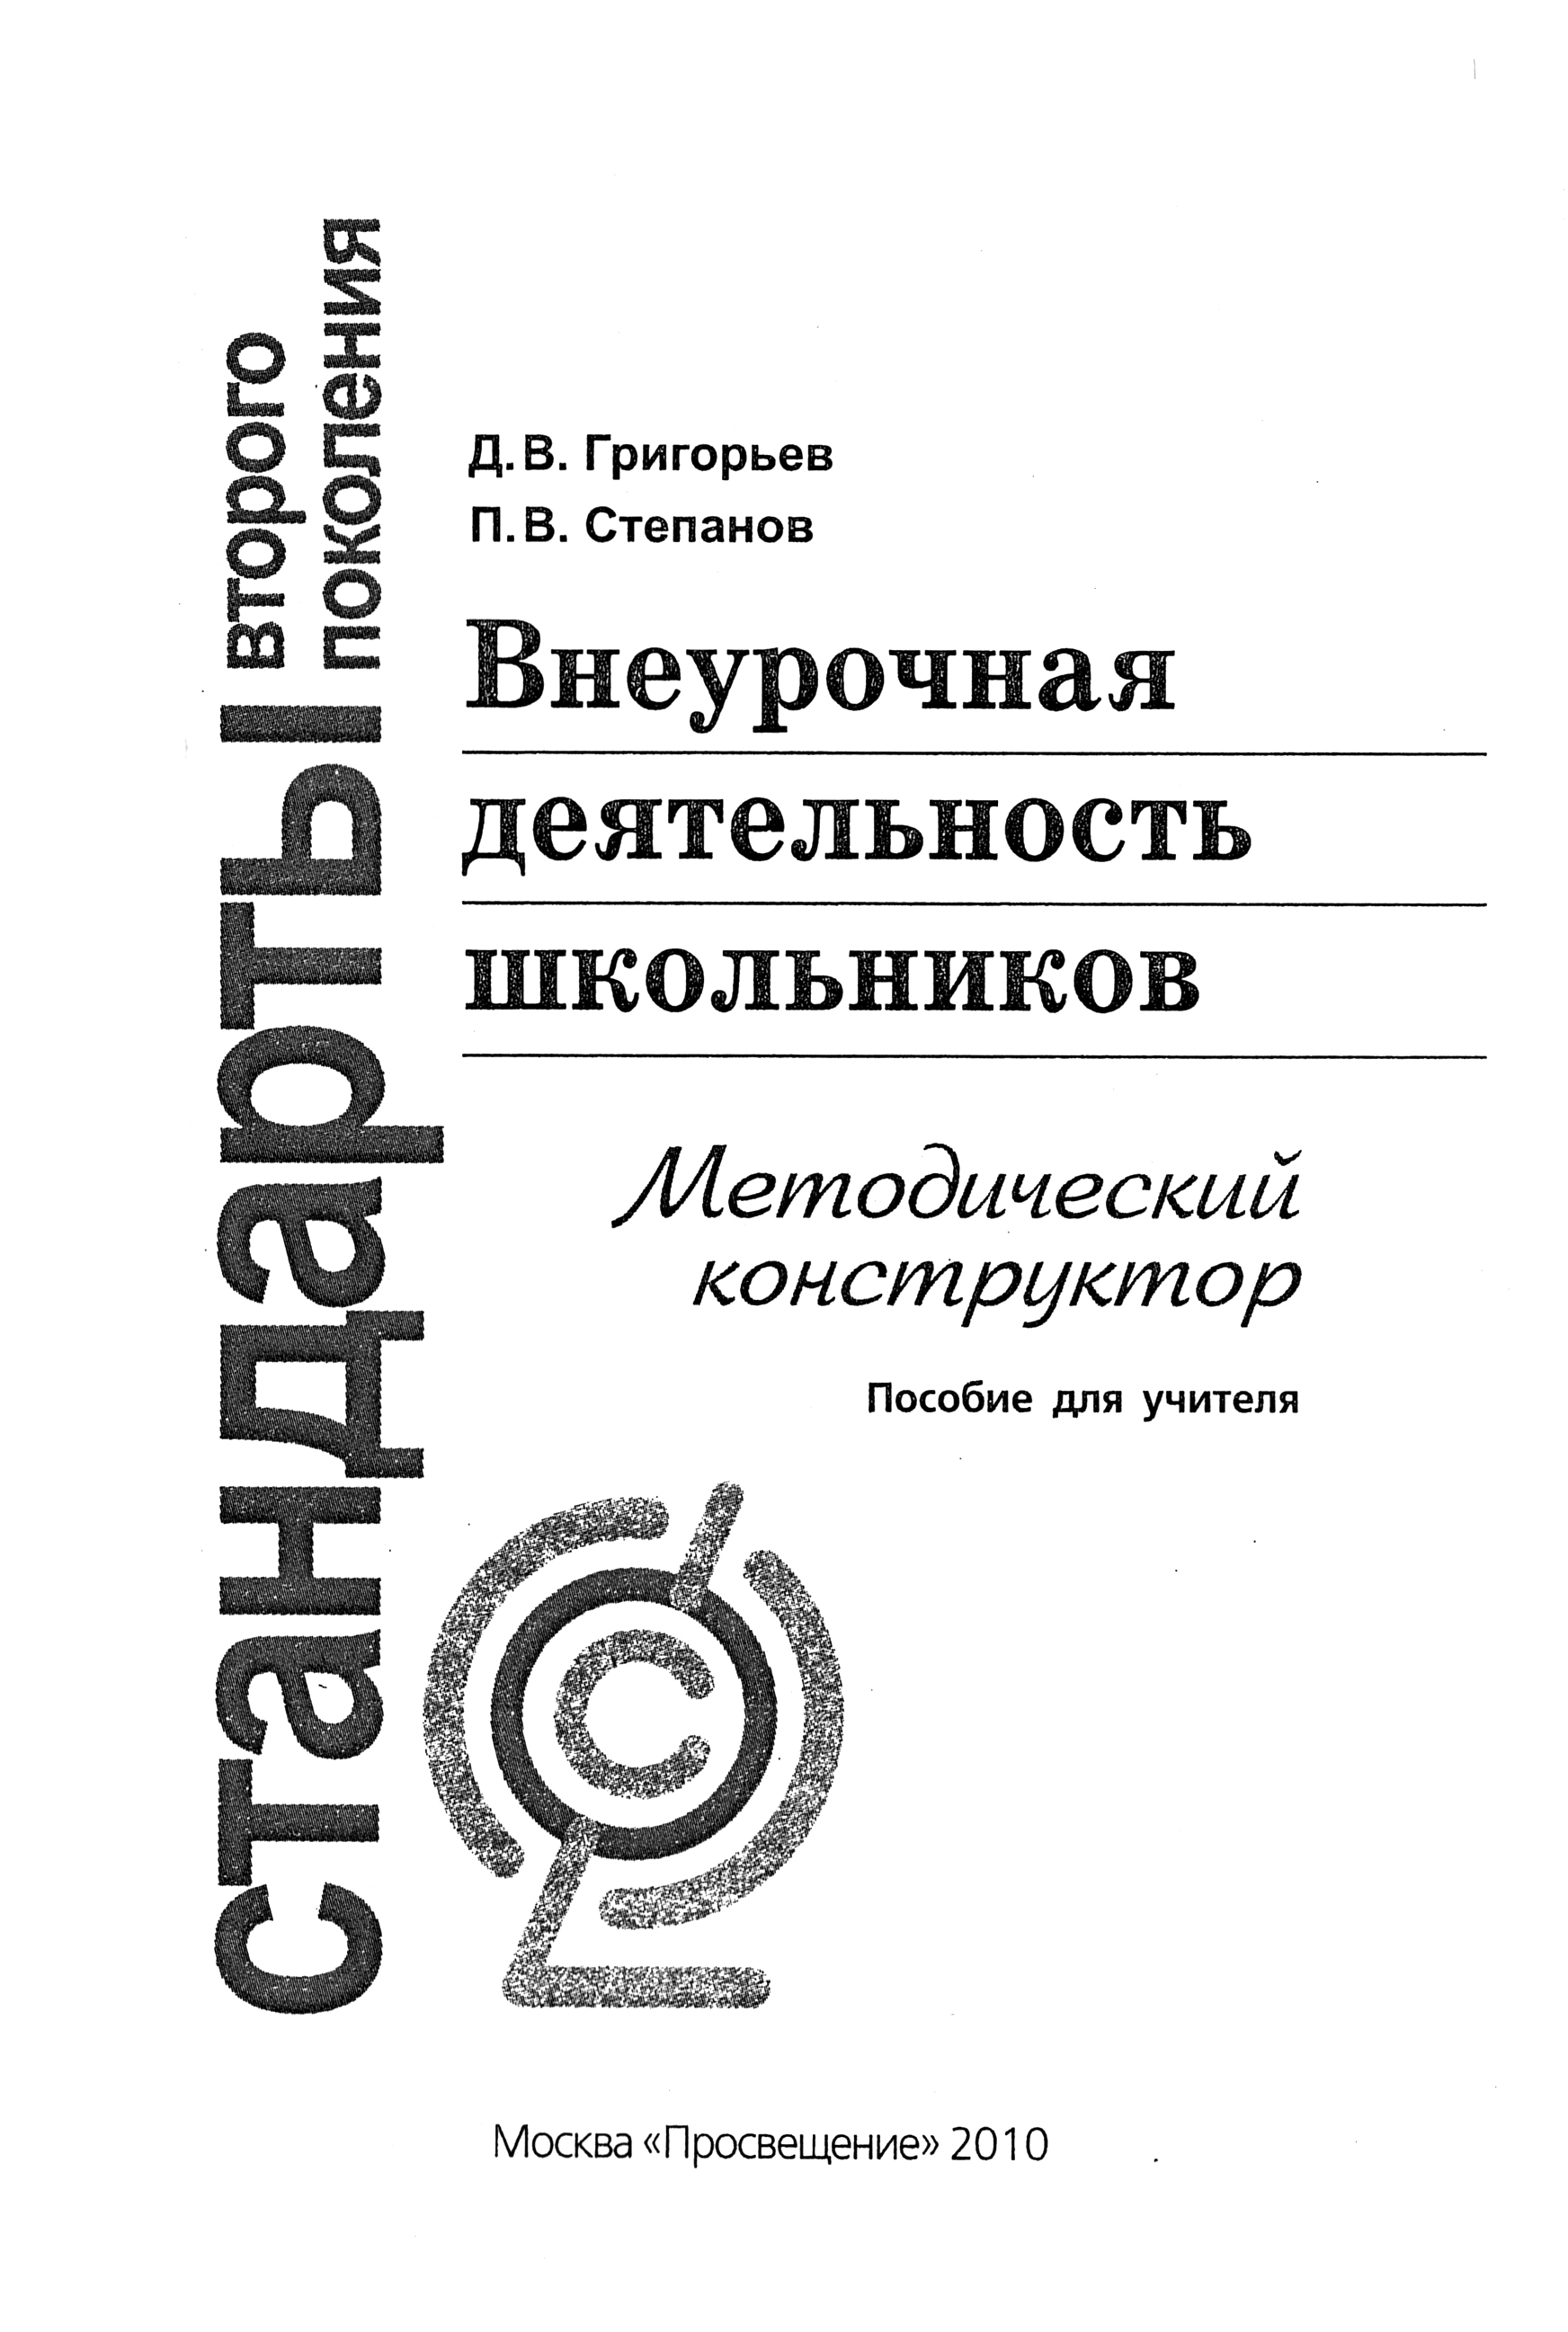 стандарты
второго
поколения
Д. В. Григорьев
П. В. Степанов
Внеурочная
деятельность
школьников
Методический
конструктор
Пособие для учителя
С
Москва «Просвещение» 2010